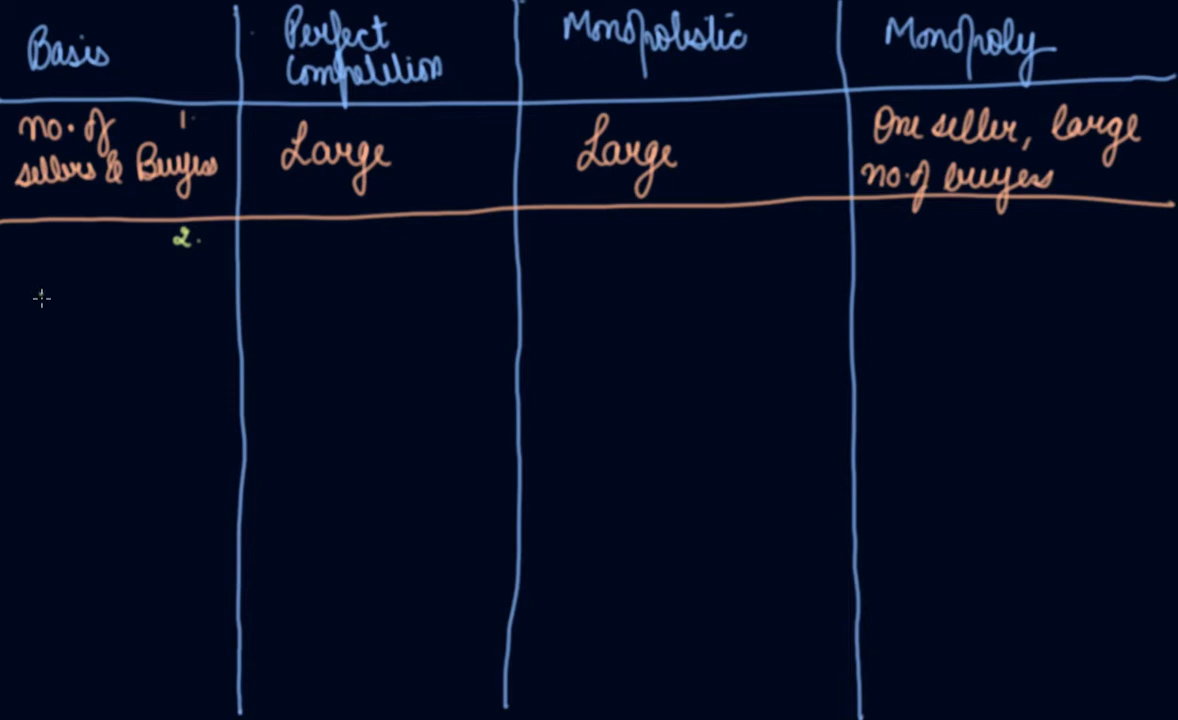 Basis
Perfect
Competition
Monopolistic
Monopoly
no. of 1.
sellers & Buyers
Large
Large
One seller, large
no. of buyers
2.